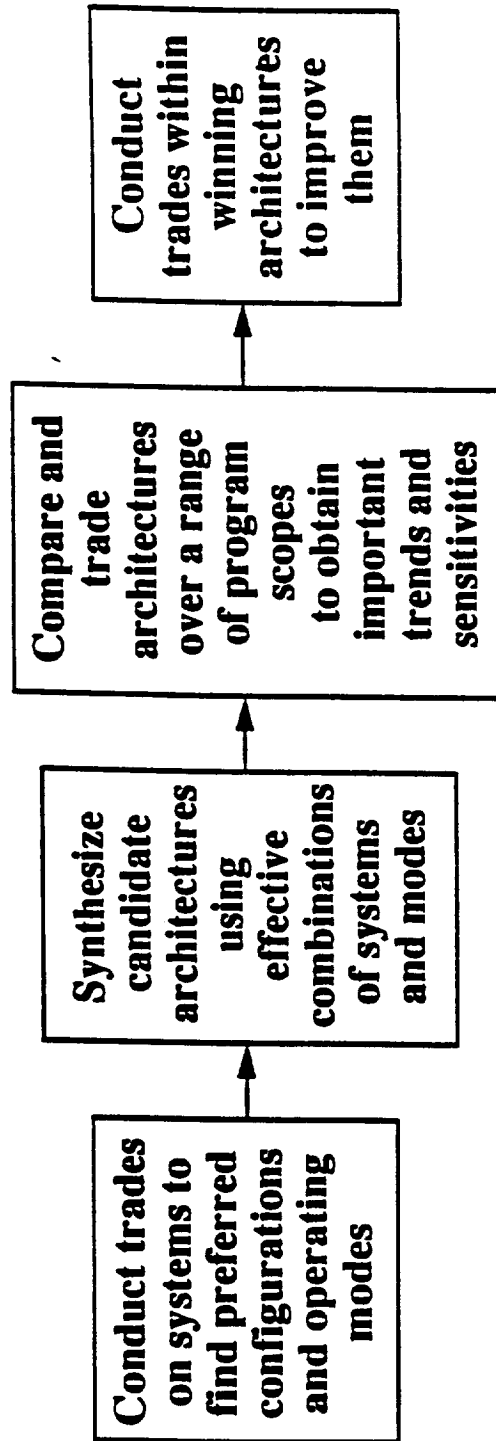 Conduct trades
on systems to
find preferred
configurations
and operating
modes
Synthesize
candidate
architectures
using
effective
combinations
of systems
and modes
Compare and
trade
architectures
over a range
of program
scopes
to obtain
important
trends and
sensitivities
Conduct
trades within
winning
architectures
to improve
them